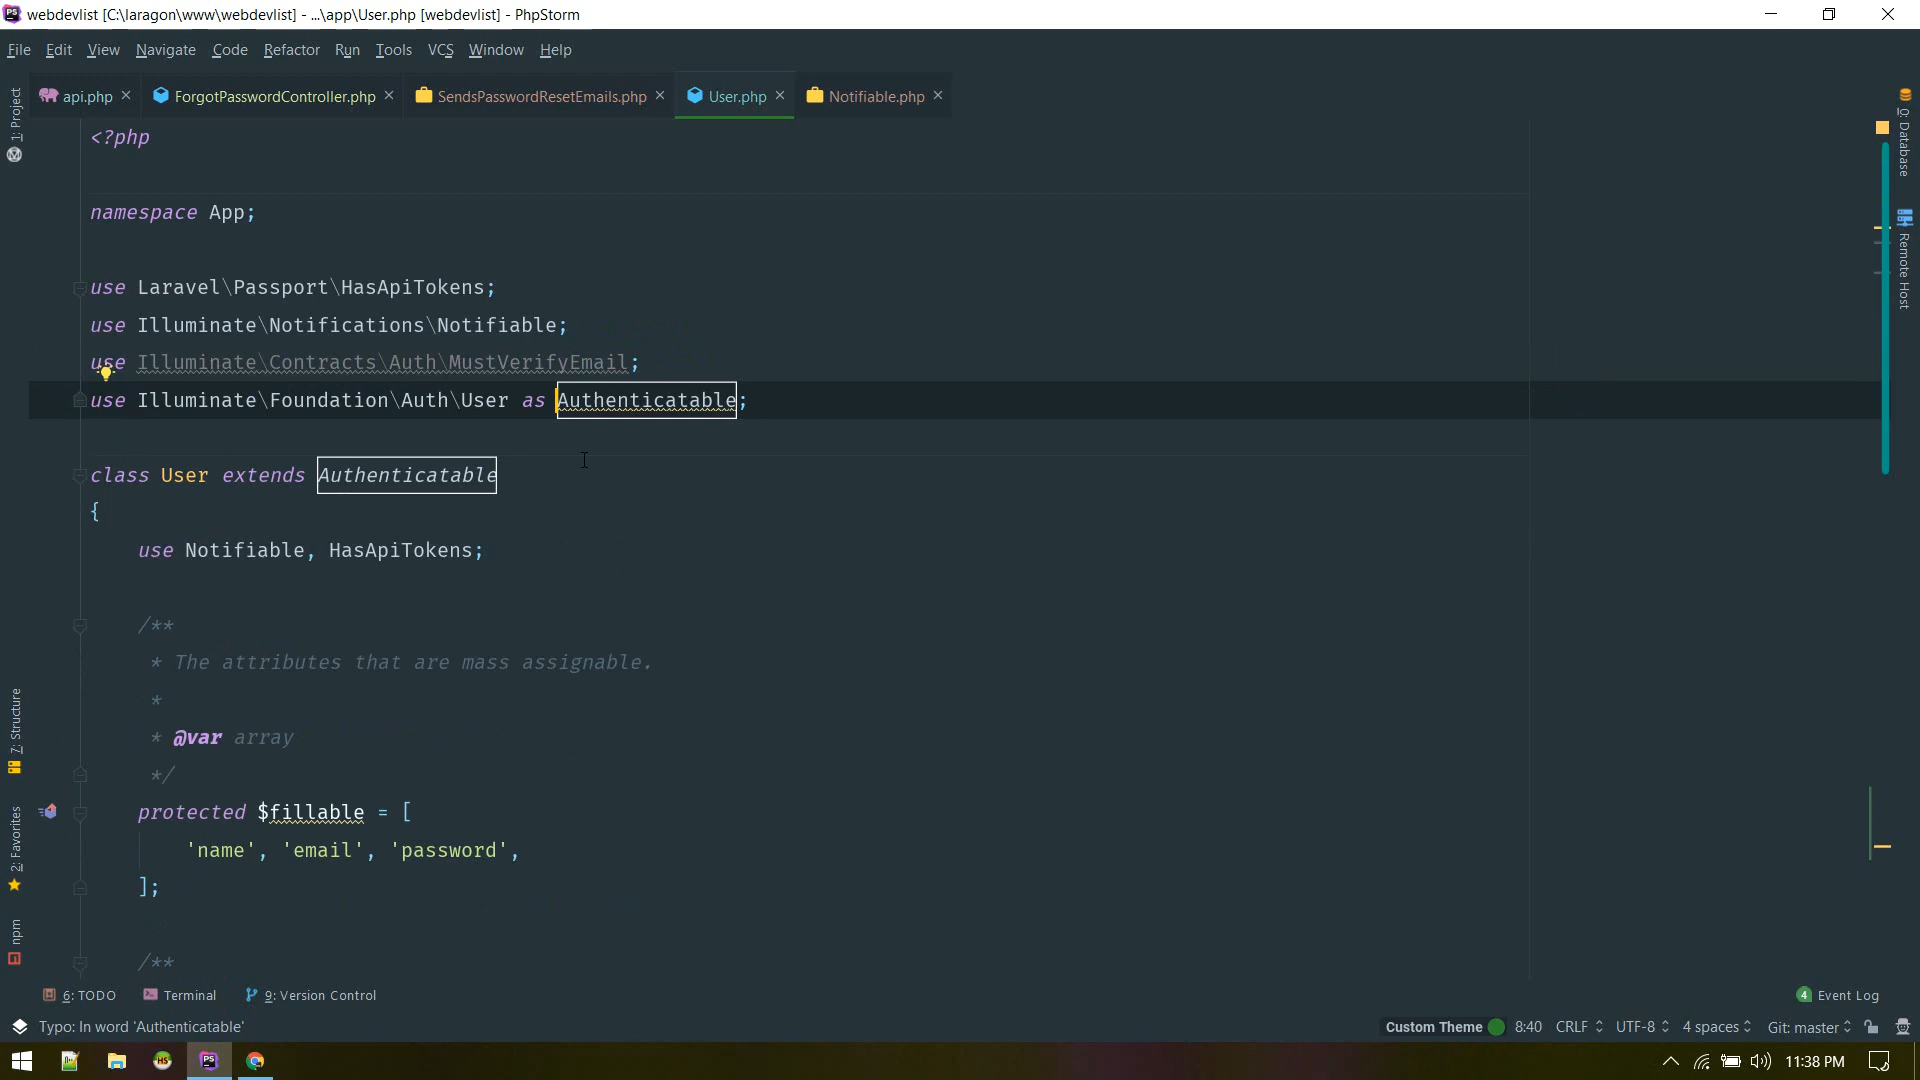 webdevlist [C:\laragon\www\webdevlist] - ...\app\User.php [webdevlist] - PhpStorm
File Edit View Navigate Code Refactor Run Tools VCS Window Help
api.php ForgotPasswordController.php SendsPasswordResetEmails.php User.php Notifiable.php
1: Project
7: Structure
2: Favorites
npm
0: Database
Remote Host
<?php
namespace App;
use Laravel\Passport\HasApiTokens;
use Illuminate\Notifications\Notifiable;
use Illuminate\Contracts\Auth\MustVerifyEmail;
use Illuminate\Foundation\Auth\User as Authenticatable;
class User extends Authenticatable
{
use Notifiable, HasApiTokens;
/**
* The attributes that are mass assignable.
*
* @var array
*/
protected $fillable = [
'name', 'email', 'password',
];
/**
6: TODO Terminal 9: Version Control 4 Event Log
Typo: In word 'Authenticatable' Custom Theme 8:40 CRLF UTF-8 4 spaces Git: master
HS PS 11:38 PM